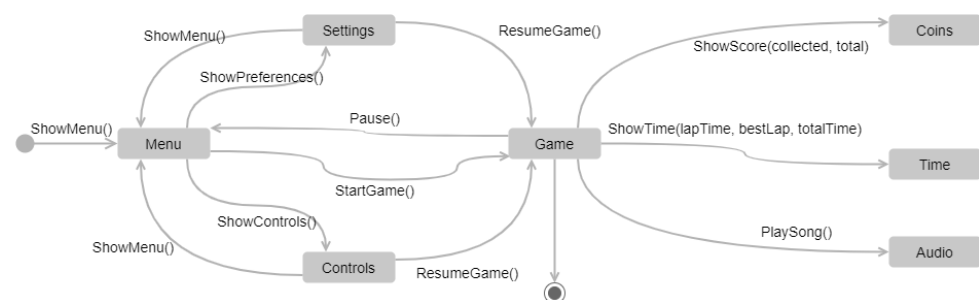 Settings
Coins
ShowMenu()
ResumeGame()
ShowScore(collected, total)
ShowPreferences()
Pause()
ShowMenu()
ShowTime(lapTime, bestLap, totalTime)
Menu
Game
Time
StartGame()
ShowControls()
PlaySong()
ShowMenu()
Audio
Controls
ResumeGame()